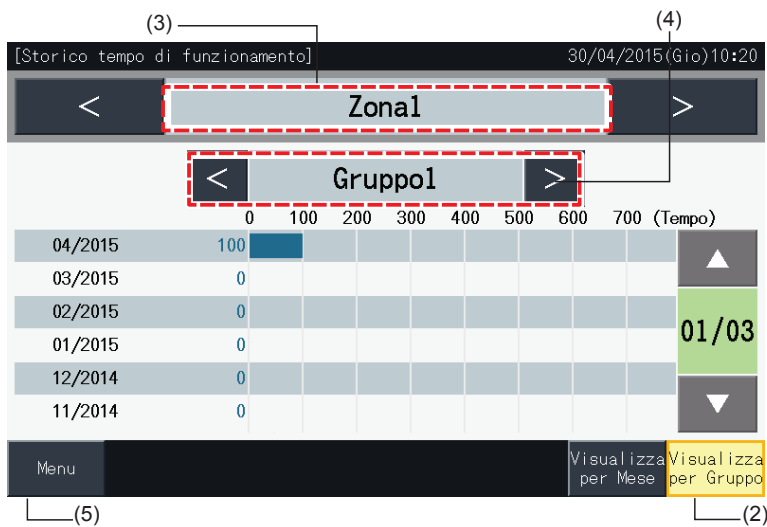 (3)
(4)
[Storico tempo di funzionamento] 30/04/2015(Gio)10:20
< Zona1 >
< Gruppo1 >
0 100 200 300 400 500 600 700 (Tempo)
04/2015 100
03/2015 0
02/2015 0
01/2015 0
12/2014 0
11/2014 0
01/03
Menu
Visualizza
per Mese
Visualizza
per Gruppo
(5)
(2)